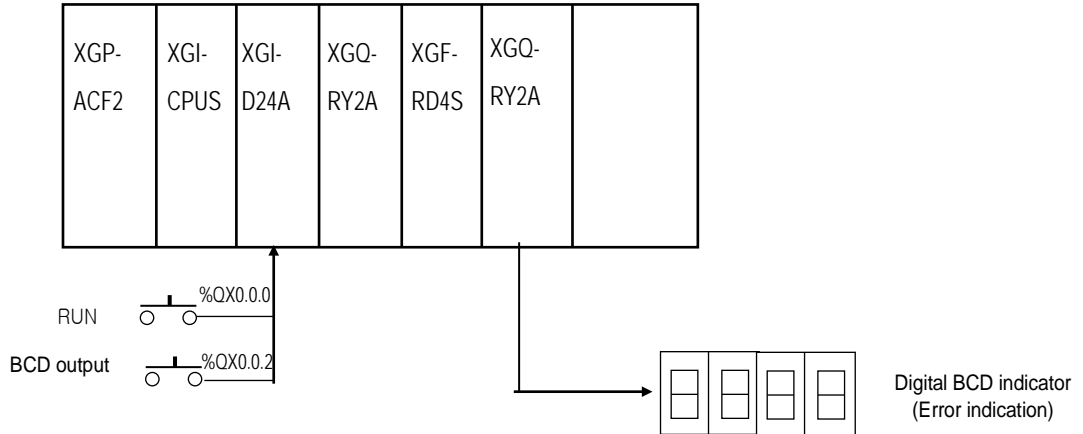 XGP-
ACF2
XGI-
CPUS
XGI-
D24A
XGQ-
RY2A
XGF-
RD4S
XGQ-
RY2A
RUN
%QX0.0.0
BCD output
%QX0.0.2
Digital BCD indicator
(Error indication)